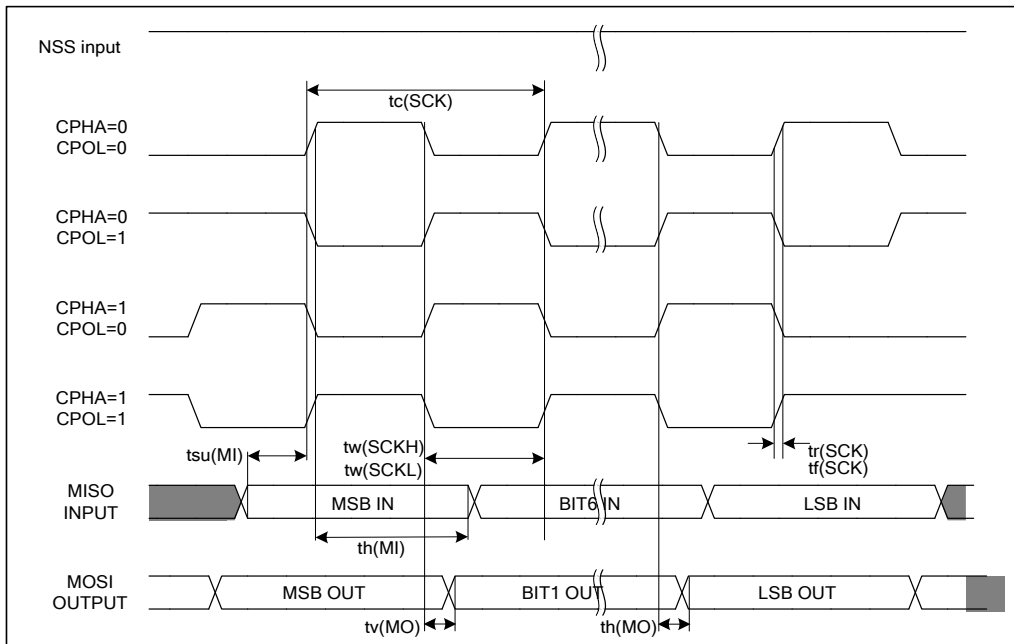 NSS input
tc(SCK)
CPHA=0
CPOL=0
CPHA=0
CPOL=1
CPHA=1
CPOL=0
CPHA=1
CPOL=1
tsu(MI)
tw(SCKH)
tw(SCKL)
tr(SCK)
tf(SCK)
MISO
INPUT
MSB IN
BIT6 IN
LSB IN
th(MI)
MOSI
OUTPUT
MSB OUT
BIT1 OUT
LSB OUT
tv(MO)
th(MO)